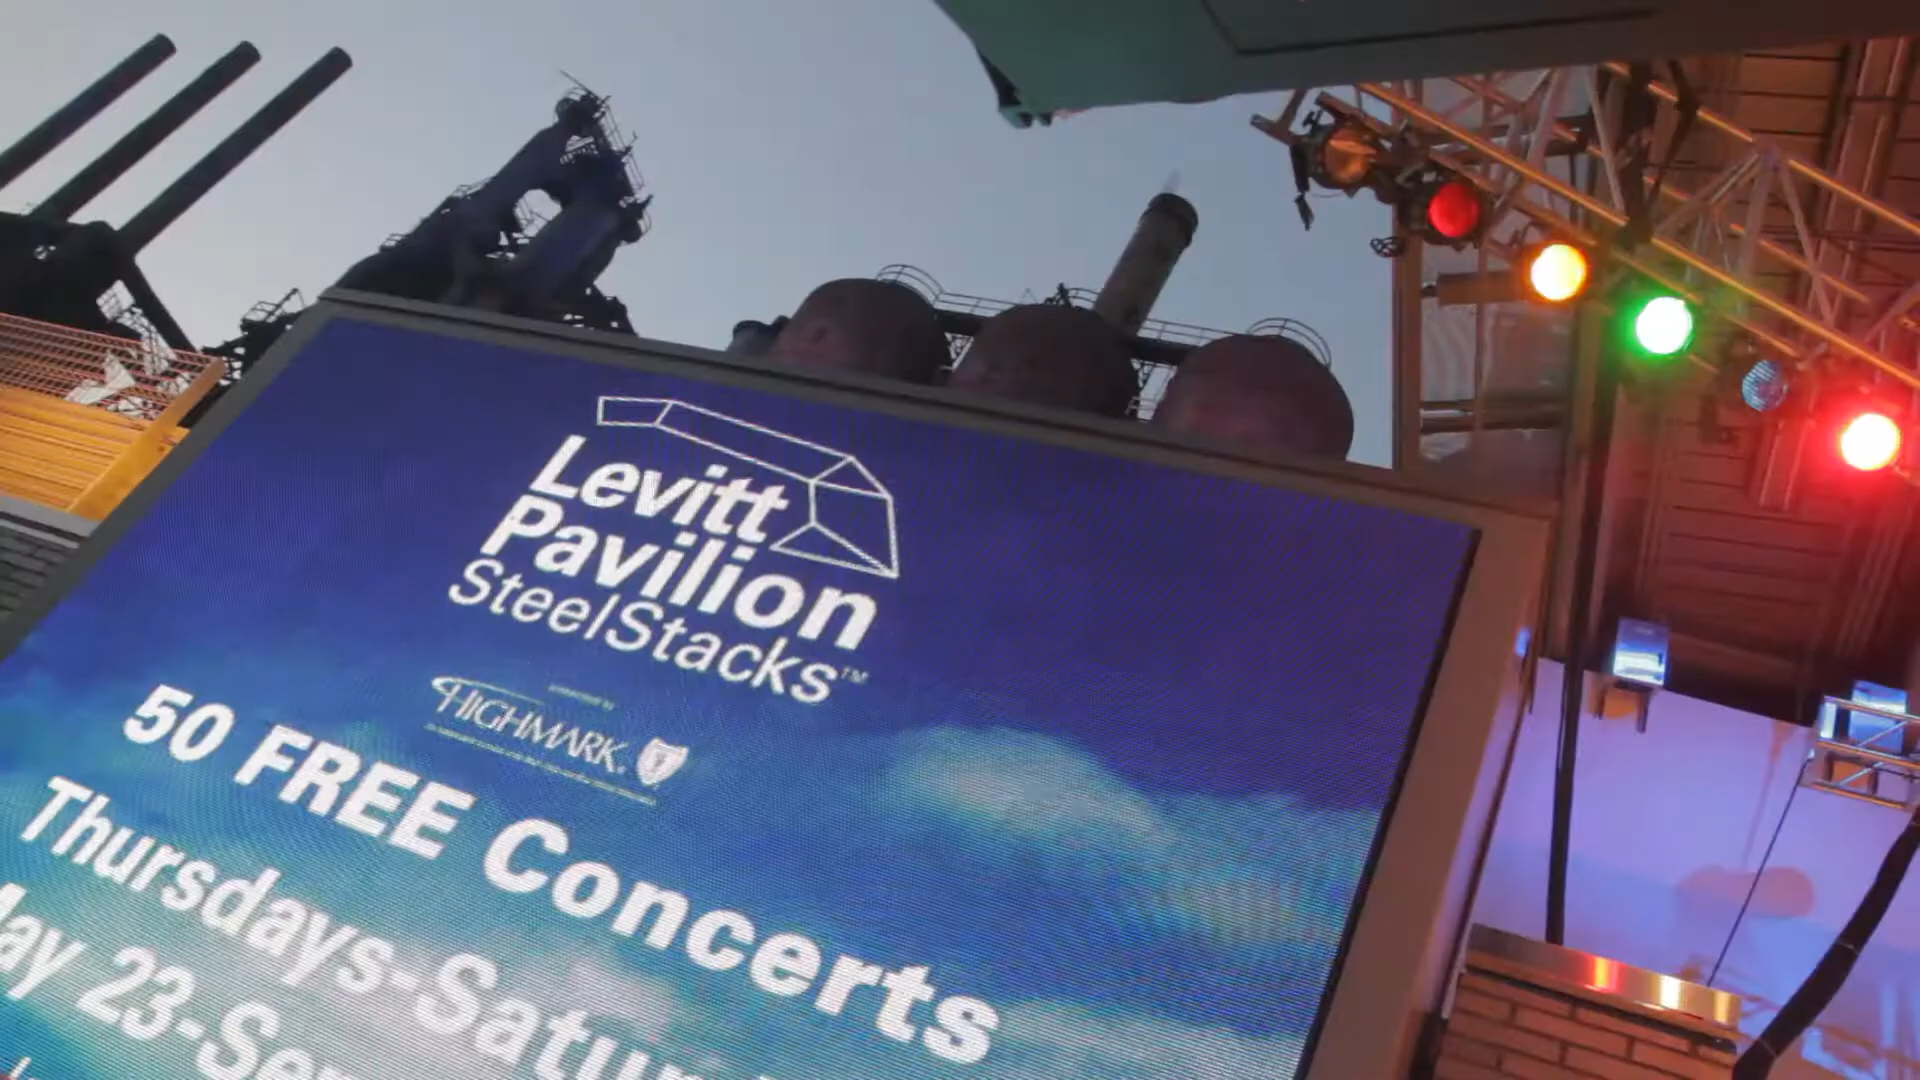 Levitt
Pavilion
SteelStacks™
HIGHMARK
50 FREE Concerts
Thursdays-Satur
ay 23-Se